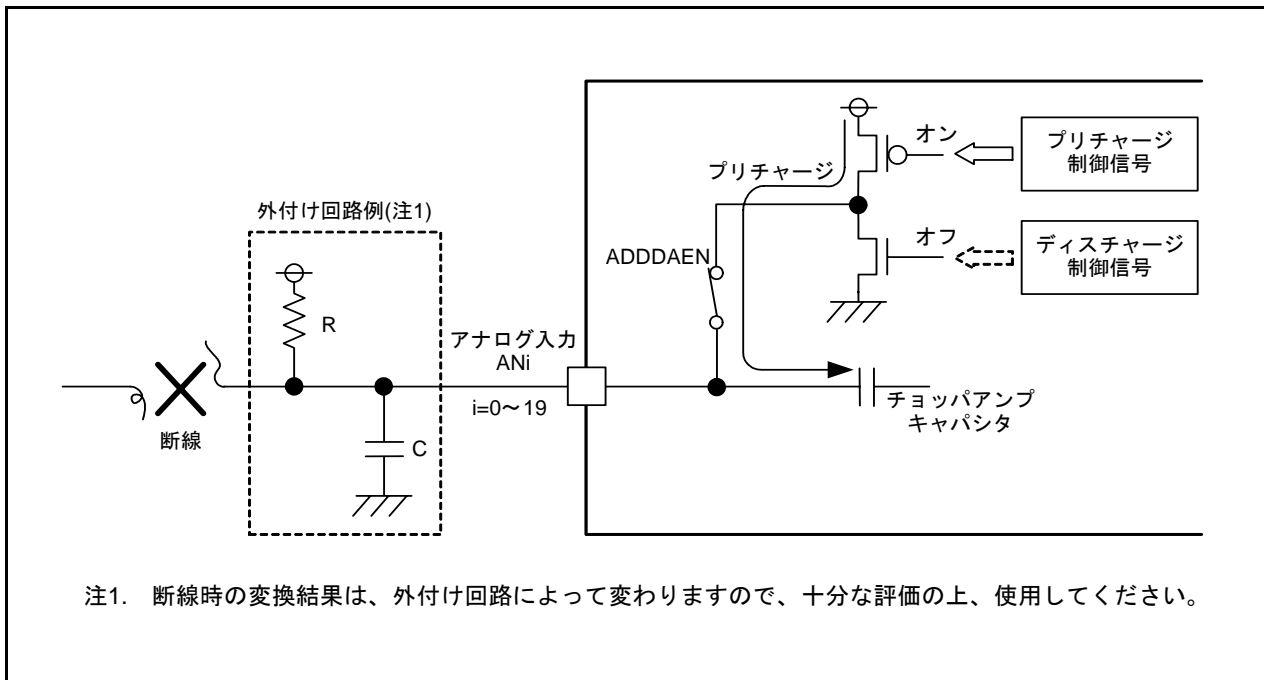 オン
プリチャージ
制御信号
プリチャージ
外付け回路例(注1)
オフ
ディスチャージ
制御信号
ADDDAEN
R
アナログ入力
ANi
i=0～19
チョッパアンプ
キャパシタ
断線
C
注1. 断線時の変換結果は、外付け回路によって変わりますので、十分な評価の上、使用してください。